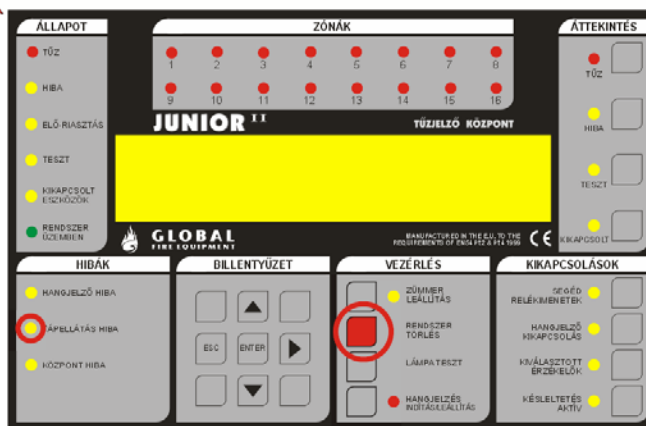 ÁLLAPOT
TŰZ
HIBA
ELŐ-RIASZTÁS
TESZT
KIKAPCSOLT
ESZKÖZÖK
RENDSZER
ÜZEMBEN
ZÓNÁK
1 2 3 4 5 6 7 8
9 10 11 12 13 14 15 16
JUNIOR II
TŰZJELZŐ KÖZPONT
GLOBAL
FIRE EQUIPMENT
MANUFACTURED IN THE E.U. TO THE
REQUIREMENTS OF EN54 PT2 & PT4 1999
CE
ÁTTEKINTÉS
TŰZ
HIBA
TESZT
KIKAPCSOLT
HIBÁK
HANGJELZŐ HIBA
TÁPELLÁTÁS HIBA
KÖZPONT HIBA
BILLENTYŰZET
ESC ENTER
VEZÉRLÉS
ZÜMMER
LEÁLLÍTÁS
RENDSZER
TÖRLÉS
LÁMPATESZT
HANGJELZÉS
INDÍTÁS/LEÁLLÍTÁS
KIKAPCSOLÁSOK
SEGÉD
RELÉKIMENETEK
HANGJELZŐ
KIKAPCSOLÁS
KIVÁLASZTOTT
ÉRZÉKELŐK
KÉSLELTETÉS
AKTÍV